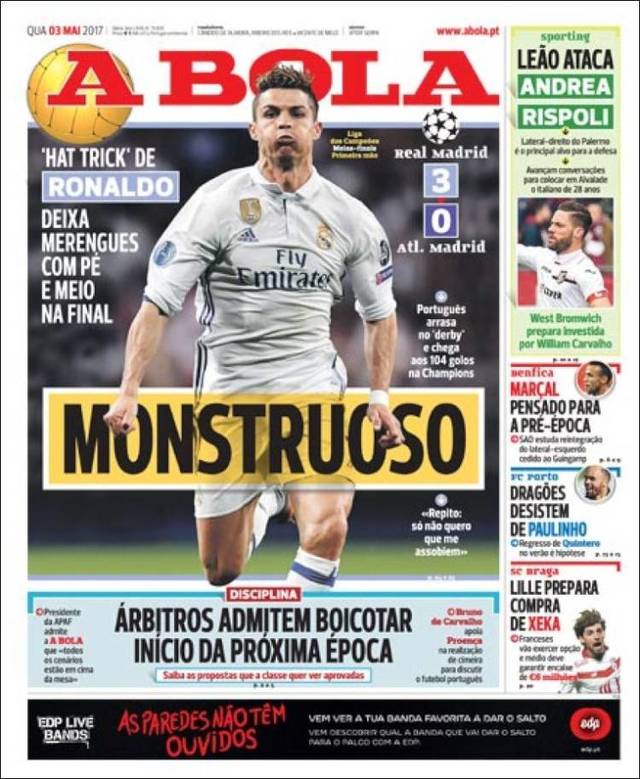 QUA 03 MAI 2017
www.abola.pt
A BOLA
'HAT TRICK' DE
RONALDO
DEIXA
MERENGUES
COM PÉ
E MEIO
NA FINAL
Liga
dos Campeões
Meias-finais
Primeira mão
Real Madrid
3
0
Atl. Madrid
Português
arrasa
no 'derby'
e chega
aos 104 golos
na Champions
Fly
Emirates
MONSTRUOSO
«Repito:
só não quero
que me
assobiem»
sporting
LEÃO ATACA
ANDREA
RISPOLI
Lateral-direito do Palermo
é o principal alvo para a defesa
Avançam conversações
para colocar em Alvalade
o italiano de 28 anos
West Bromwich
prepara investida
por William Carvalho
benfica
MARÇAL
PENSADO PARA
A PRÉ-ÉPOCA
SAD estuda reintegração
do lateral-esquerdo
cedido ao Guingamp
FC PORTO
DRAGÕES
DESISTEM
DE PAULINHO
Regresso de Quintero
no verão é hipótese
SC BRAGA
LILLE PREPARA
COMPRA
DE XEKA
Franceses
vão exercer opção
e médio deve
garantir encaixe
de €6 milhões
DISCIPLINA
Presidente
da APAF
admite
a A BOLA
que «todos
os cenários
estão em cima
da mesa»
ÁRBITROS ADMITEM BOICOTAR
INÍCIO DA PRÓXIMA ÉPOCA
Saiba as propostas que a classe quer ver aprovadas
Bruno
de Carvalho
apoia
Proença
na realização
de cimeira
para discutir
o futebol português
EDP LIVE
BANDS
AS PAREDES NÃO TÊM
OUVIDOS
VEM VER A TUA BANDA FAVORITA A DAR O SALTO
VEM DESCOBRIR QUAL A BANDA QUE VAI DAR O SALTO
PARA O PALCO COM A EDP.
edp
edp.pt